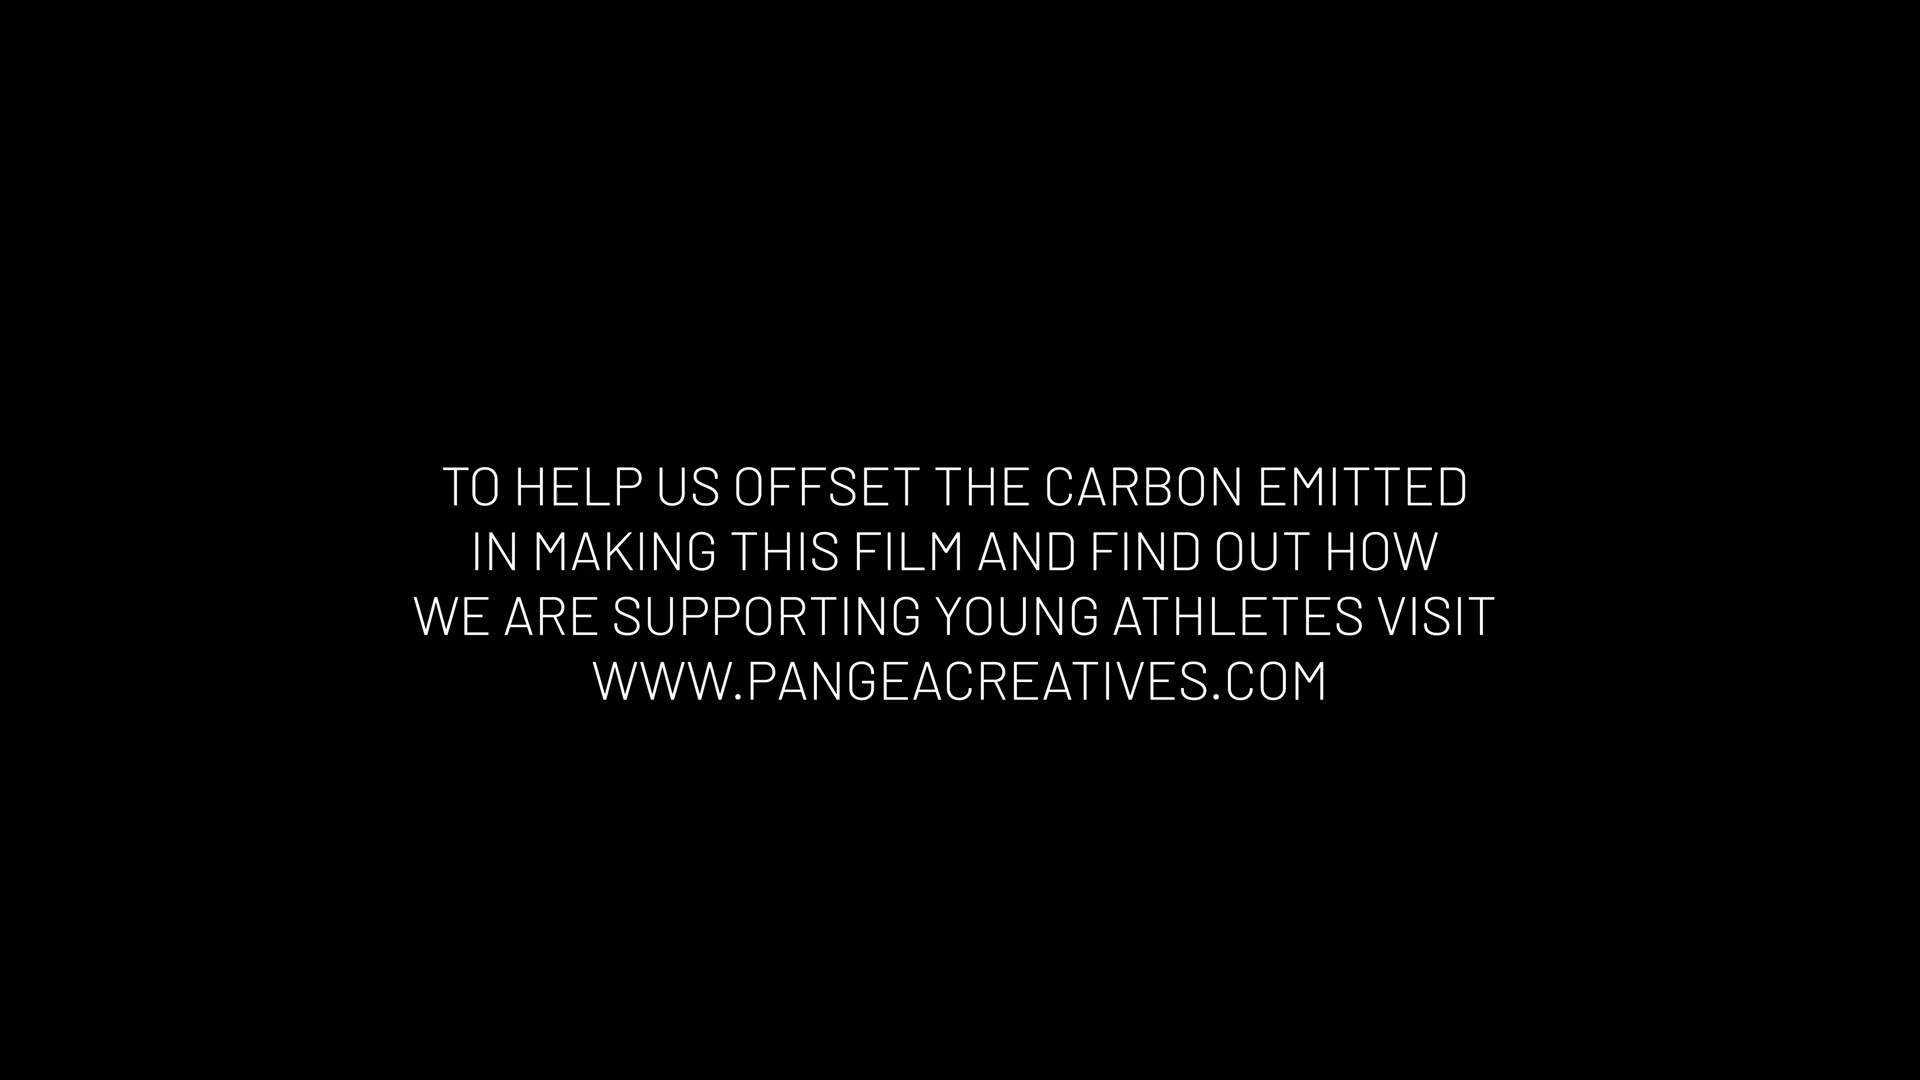 TO HELP US OFFSET THE CARBON EMITTED
IN MAKING THIS FILM AND FIND OUT HOW
WE ARE SUPPORTING YOUNG ATHLETES VISIT
WWW.PANGEACREATIVES.COM